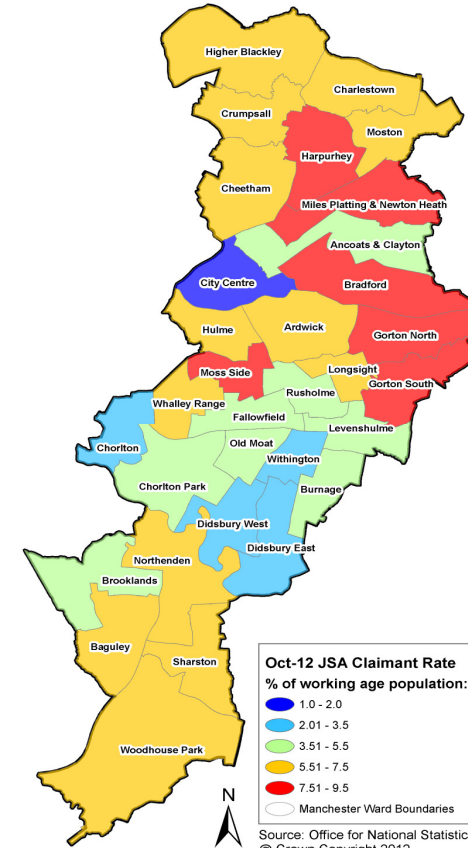 Higher Blackley
Charlestown
Crumpsall
Moston
Harpurhey
Cheetham
Miles Platting & Newton Heath
Ancoats & Clayton
City Centre
Bradford
Hulme
Ardwick
Gorton North
Moss Side
Longsight
Gorton South
Rusholme
Whalley Range
Fallowfield
Levenshulme
Old Moat
Chorlton
Withington
Chorlton Park
Burnage
Didsbury West
Didsbury East
Northenden
Brooklands
Baguley
Sharston
Woodhouse Park
Oct-12 JSA Claimant Rate
% of working age population:
1.0 - 2.0
2.01 - 3.5
3.51 - 5.5
5.51 - 7.5
7.51 - 9.5
Manchester Ward Boundaries
N
Source: Office for National Statistic